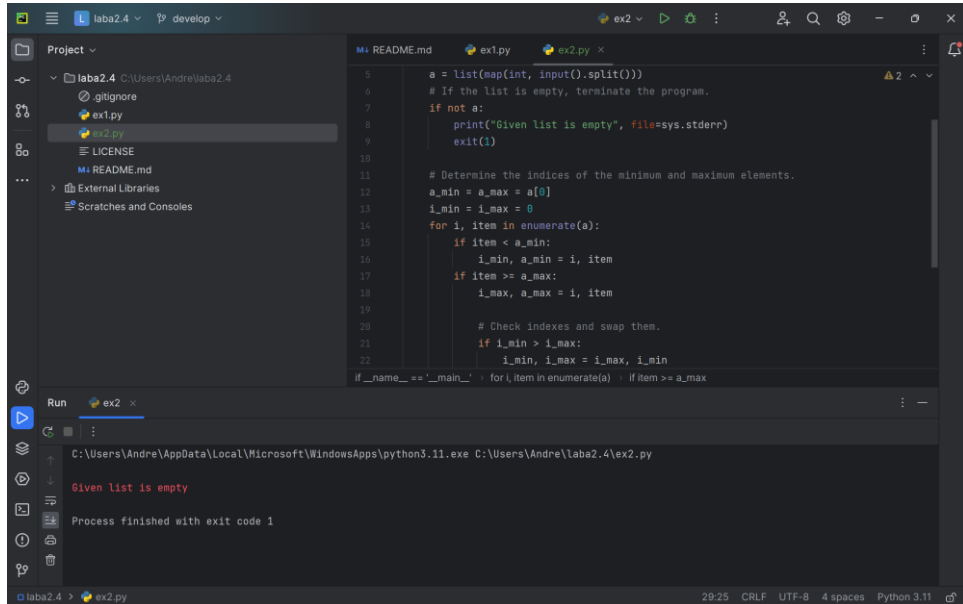 L laba2.4 develop ex2
Project
README.md ex1.py ex2.py
laba2.4 C:\Users\Andre\laba2.4
.gitignore
ex1.py
ex2.py
LICENSE
README.md
External Libraries
Scratches and Consoles
5 a = list(map(int, input().split())) 2
6 # If the list is empty, terminate the program.
7 if not a:
8 print("Given list is empty", file=sys.stderr)
9 exit(1)
10
11 # Determine the indices of the minimum and maximum elements.
12 a_min = a_max = a[0]
13 i_min = i_max = 0
14 for i, item in enumerate(a):
15 if item < a_min:
16 i_min, a_min = i, item
17 if item >= a_max:
18 i_max, a_max = i, item
19
20 # Check indexes and swap them.
21 if i_min > i_max:
22 i_min, i_max = i_max, i_min
if __name__ == '__main__' › for i, item in enumerate(a) › if item >= a_max
Run ex2
C:\Users\Andre\AppData\Local\Microsoft\WindowsApps\python3.11.exe C:\Users\Andre\laba2.4\ex2.py
Given list is empty
Process finished with exit code 1
laba2.4 > ex2.py 29:25 CRLF UTF-8 4 spaces Python 3.11